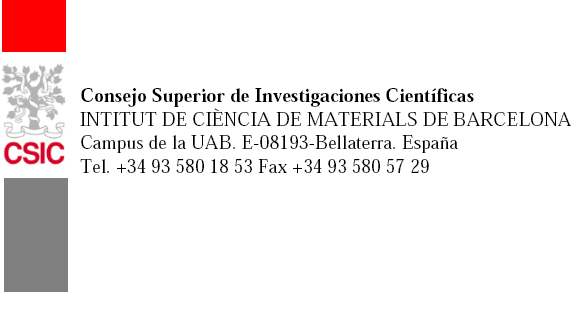 Consejo Superior de Investigaciones Científicas
INTITUT DE CIÈNCIA DE MATERIALS DE BARCELONA
Campus de la UAB. E-08193-Bellaterra. España
CSIC
Tel. +34 93 580 18 53 Fax +34 93 580 57 29